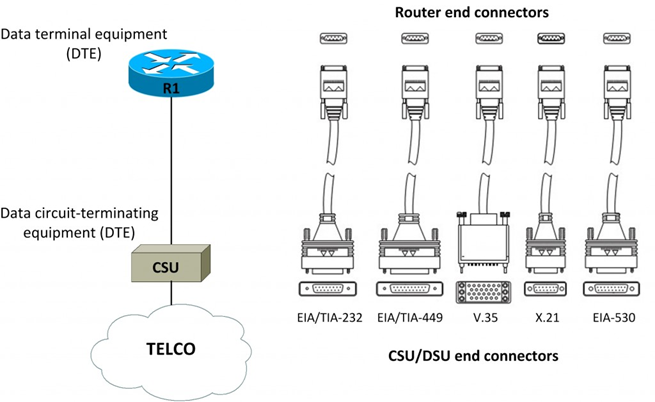 Router end connectors
Data terminal equipment
(DTE)
R1
Data circuit-terminating
equipment (DTE)
CSU
TELCO
EIA/TIA-232 EIA/TIA-449 V.35 X.21 EIA-530
CSU/DSU end connectors